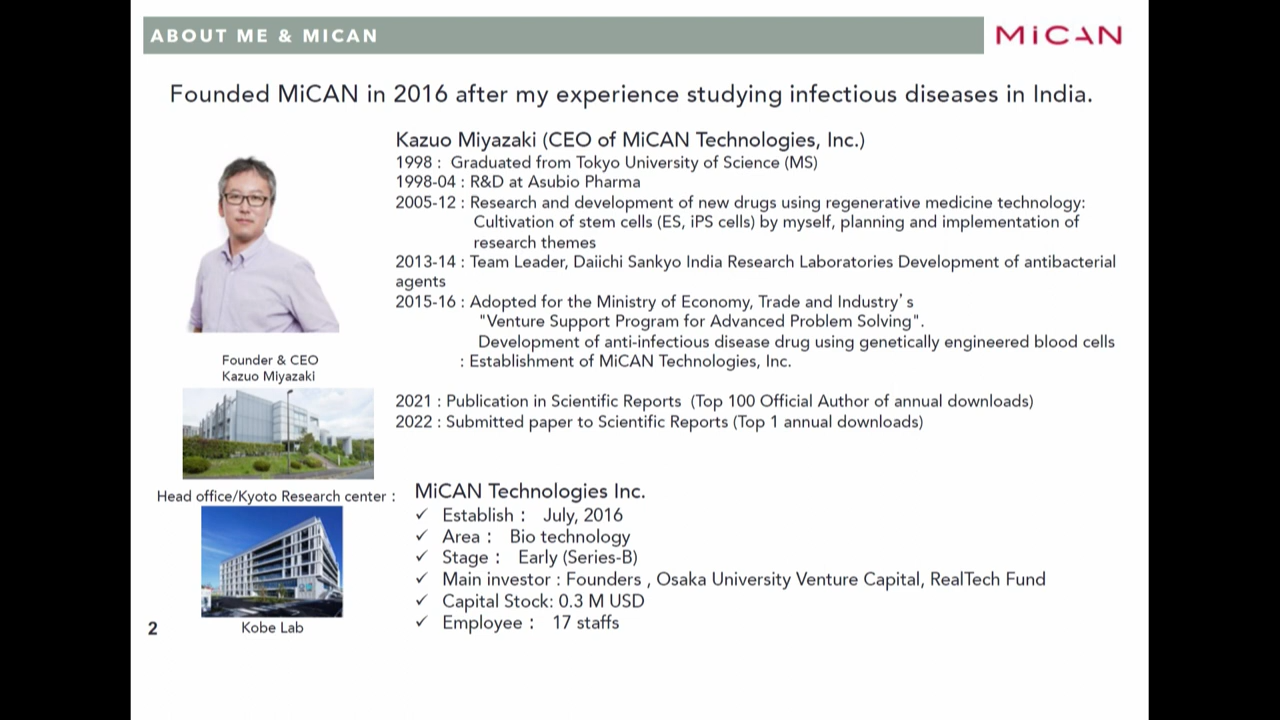 ABOUT ME & MICAN
MiCAN
Founded MiCAN in 2016 after my experience studying infectious diseases in India.
Kazuo Miyazaki (CEO of MiCAN Technologies, Inc.)
1998 : Graduated from Tokyo University of Science (MS)
1998-04 : R&D at Asubio Pharma
2005-12 : Research and development of new drugs using regenerative medicine technology:
Cultivation of stem cells (ES, iPS cells) by myself, planning and implementation of
research themes
2013-14 : Team Leader, Daiichi Sankyo India Research Laboratories Development of antibacterial
agents
2015-16 : Adopted for the Ministry of Economy, Trade and Industry's
"Venture Support Program for Advanced Problem Solving".
Development of anti-infectious disease drug using genetically engineered blood cells
: Establishment of MiCAN Technologies, Inc.
2021 : Publication in Scientific Reports (Top 100 Official Author of annual downloads)
2022 : Submitted paper to Scientific Reports (Top 1 annual downloads)
Founder & CEO
Kazuo Miyazaki
Head office/Kyoto Research center :
Kobe Lab
MiCAN Technologies Inc.
✓ Establish : July, 2016
✓ Area : Bio technology
✓ Stage : Early (Series-B)
✓ Main investor : Founders , Osaka University Venture Capital, RealTech Fund
✓ Capital Stock: 0.3 M USD
✓ Employee : 17 staffs
2